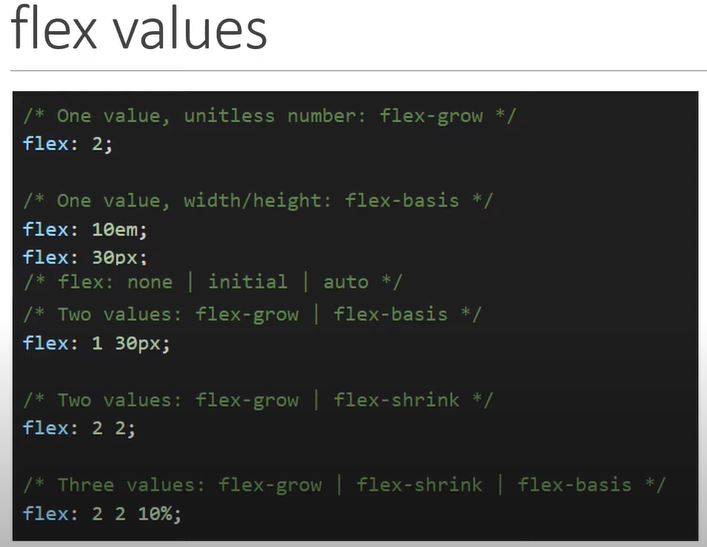 flex values
/* One value, unitless number: flex-grow */
flex: 2;
/* One value, width/height: flex-basis */
flex: 10em;
flex: 30px;
/* flex: none | initial | auto */
/* Two values: flex-grow | flex-basis */
flex: 1 30px;
/* Two values: flex-grow | flex-shrink */
flex: 2 2;
/* Three values: flex-grow | flex-shrink | flex-basis */
flex: 2 2 10%;